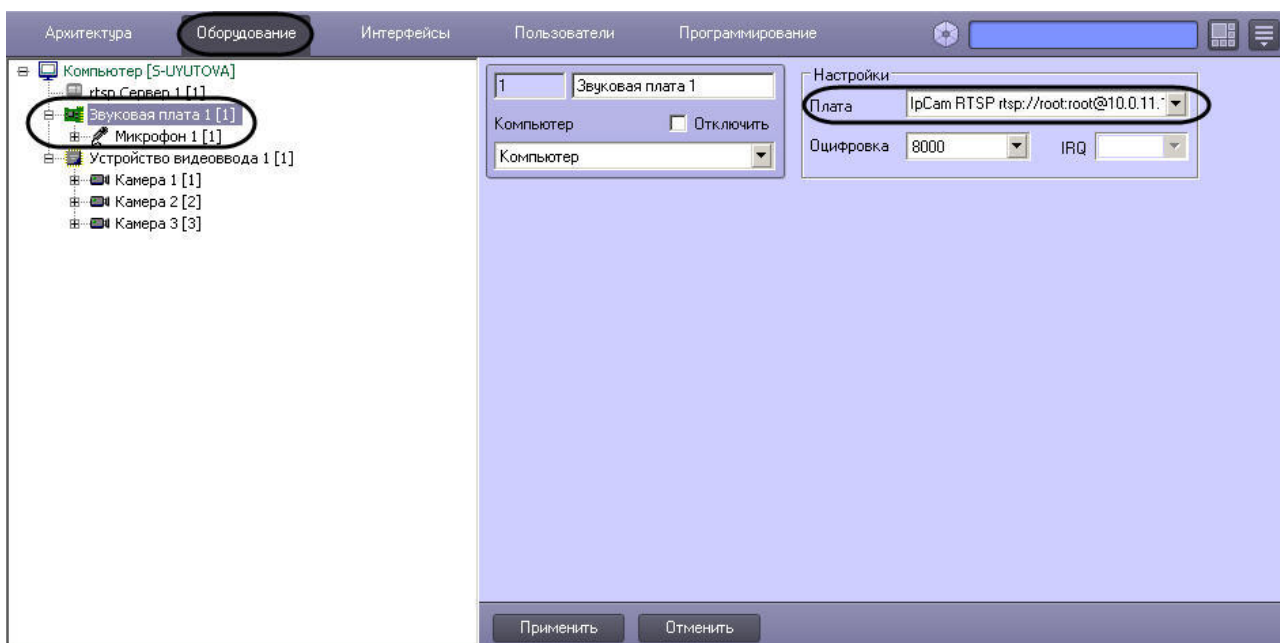 Архитектура Оборудование Интерфейсы Пользователи Программирование
Компьютер [S-UYUTOVA]
rtsp Сервер 1 [1]
Звуковая плата 1 [1]
Микрофон 1 [1]
Устройство видеоввода 1 [1]
Камера 1 [1]
Камера 2 [2]
Камера 3 [3]
1 Звуковая плата 1
Компьютер Отключить
Компьютер
Настройки
Плата IpCam RTSP rtsp://root:root@10.0.11.
Оцифровка 8000 IRQ
Применить Отменить